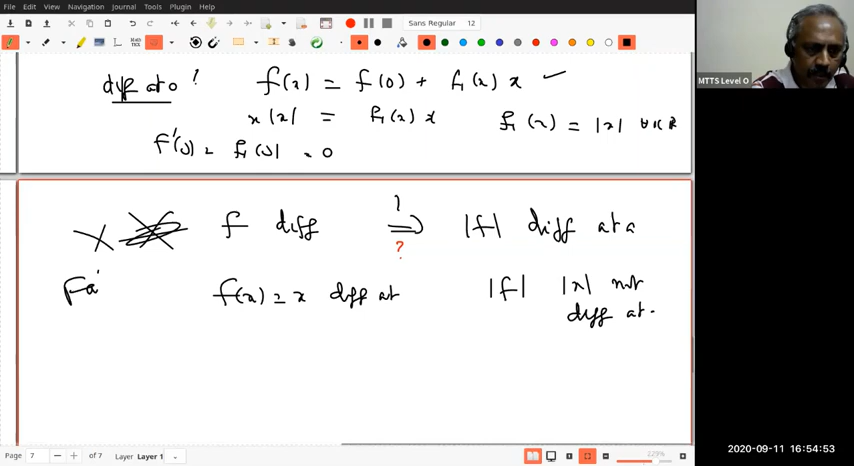 File Edit View Navigation Journal Tools Plugin Help
Sans Regular 12
diff at 0 ? f(x) = f(0) + f₁(x) x ✓
x|x| = f₁(x) x f₁(x) = |x| ∀ x ∈ R
f'(0) = f₁(0) = 0
f diff ? ⟹ ? |f| diff at a
f(x) = x diff at |f| |x| not
diff at
Page 7 of 7 Layer Layer 1 229%
MTTS Level O
2020-09-11 16:54:53